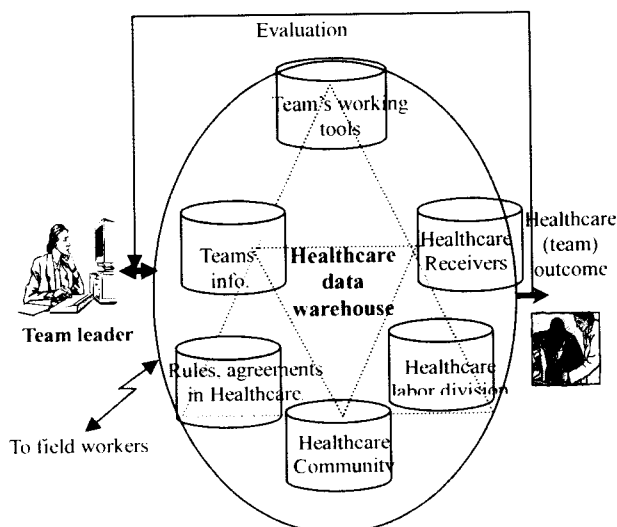 Evaluation
Team's working
tools
Teams
info.
Healthcare
data
warehouse
Healthcare
Receivers
Healthcare
(team)
outcome
Team leader
Rules, agreements
in Healthcare
Healthcare
labor division
Healthcare
Community
To field workers